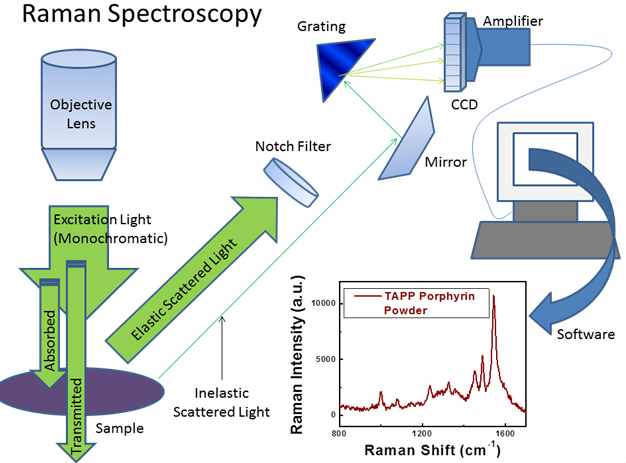 Raman Spectroscopy
Grating
Amplifier
Objective
Lens
CCD
Notch Filter
Mirror
Excitation Light
(Monochromatic)
Elastic Scattered Light
Absorbed
Transmitted
Sample
Inelastic
Scattered Light
Software
TAPP Porphyrin
Powder
Raman Intensity (a.u.)
10000
5000
0
800
1200
1600
Raman Shift (cm⁻¹)